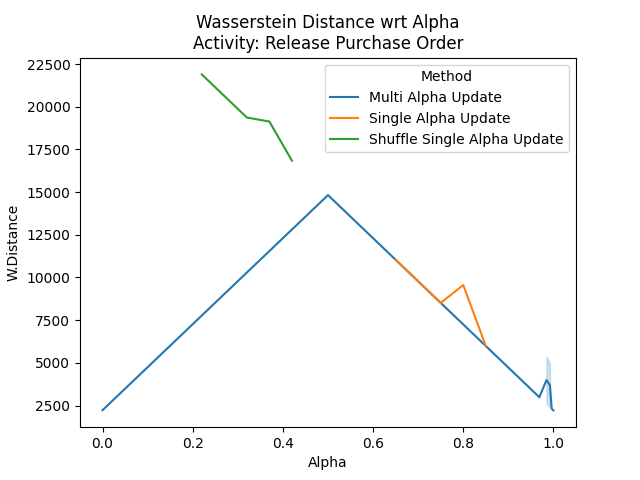 Wasserstein Distance wrt Alpha
Activity: Release Purchase Order
Method
Multi Alpha Update
Single Alpha Update
Shuffle Single Alpha Update
W.Distance
22500
20000
17500
15000
12500
10000
7500
5000
2500
0.0 0.2 0.4 0.6 0.8 1.0
Alpha